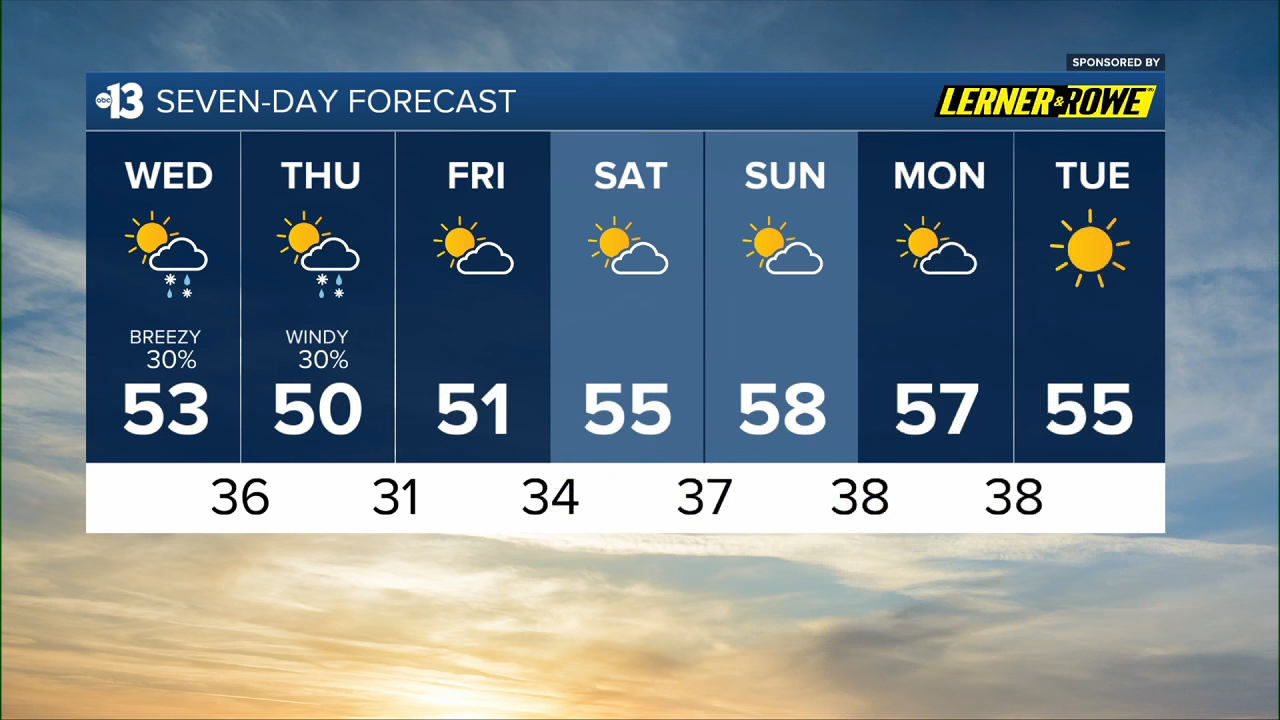 SPONSORED BY
abc 13 SEVEN-DAY FORECAST LERNER & ROWE
WED THU FRI SAT SUN MON TUE
BREEZY WINDY
30% 30%
53 50 51 55 58 57 55
36 31 34 37 38 38